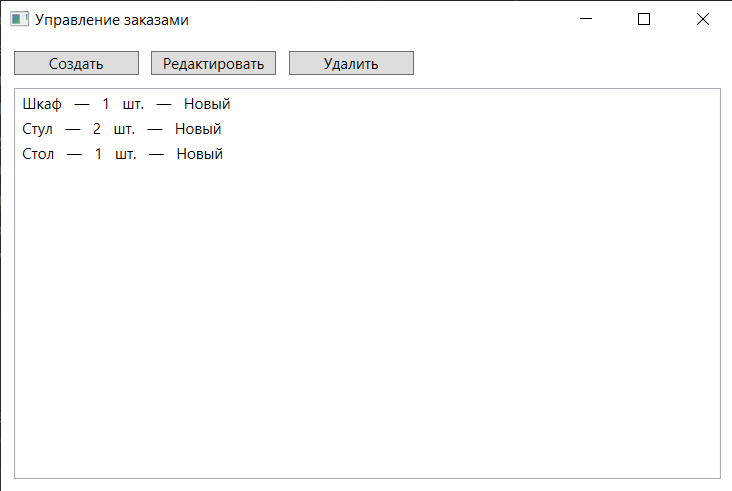 Управление заказами
Создать Редактировать Удалить
Шкаф — 1 шт. — Новый
Стул — 2 шт. — Новый
Стол — 1 шт. — Новый